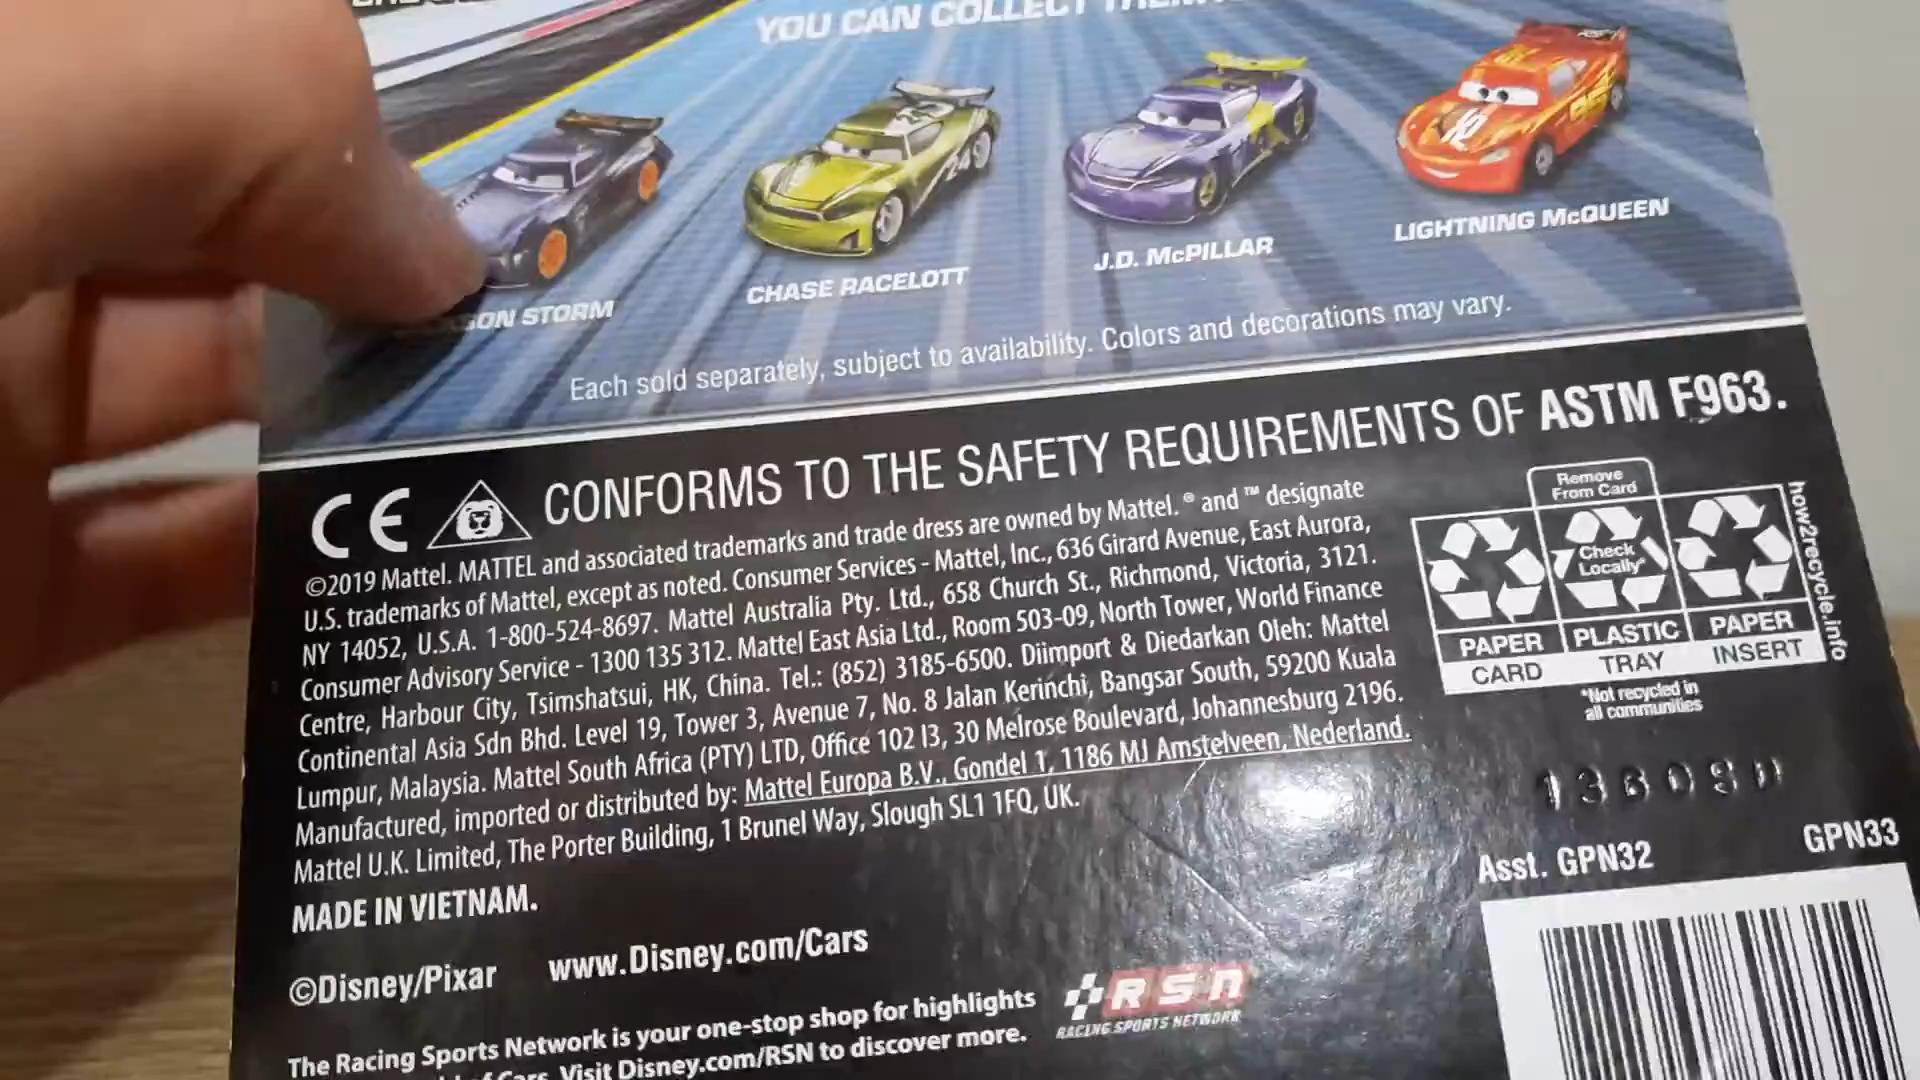 YOU CAN COLLECT
STORM
CHASE RACELOTT
J.D. McPILLAR
LIGHTNING McQUEEN
Each sold separately, subject to availability. Colors and decorations may vary.
CE
CONFORMS TO THE SAFETY REQUIREMENTS OF ASTM F963.
©2019 Mattel. MATTEL and associated trademarks and trade dress are owned by Mattel. ® and ™ designate
U.S. trademarks of Mattel, except as noted. Consumer Services - Mattel, Inc., 636 Girard Avenue, East Aurora,
NY 14052, U.S.A. 1-800-524-8697. Mattel Australia Pty. Ltd., 658 Church St., Richmond, Victoria, 3121.
Consumer Advisory Service - 1300 135 312. Mattel East Asia Ltd., Room 503-09, North Tower, World Finance
Centre, Harbour City, Tsimshatsui, HK, China. Tel.: (852) 3185-6500. Diimport & Diedarkan Oleh: Mattel
Continental Asia Sdn Bhd. Level 19, Tower 3, Avenue 7, No. 8 Jalan Kerinchi, Bangsar South, 59200 Kuala
Lumpur, Malaysia. Mattel South Africa (PTY) LTD, Office 102 I3, 30 Melrose Boulevard, Johannesburg 2196.
Manufactured, imported or distributed by: Mattel Europa B.V., Gondel 1, 1186 MJ Amstelveen, Nederland.
Mattel U.K. Limited, The Porter Building, 1 Brunel Way, Slough SL1 1FQ, UK.
MADE IN VIETNAM.
©Disney/Pixar www.Disney.com/Cars
The Racing Sports Network is your one-stop shop for highlights
Cars. Visit Disney.com/RSN to discover more.
RSN
RACING SPORTS NETWORK
Remove
From Card
Check
Locally*
PAPER PLASTIC PAPER
CARD TRAY INSERT
*Not recycled in
all communities
how2recycle.info
Asst. GPN32
GPN33